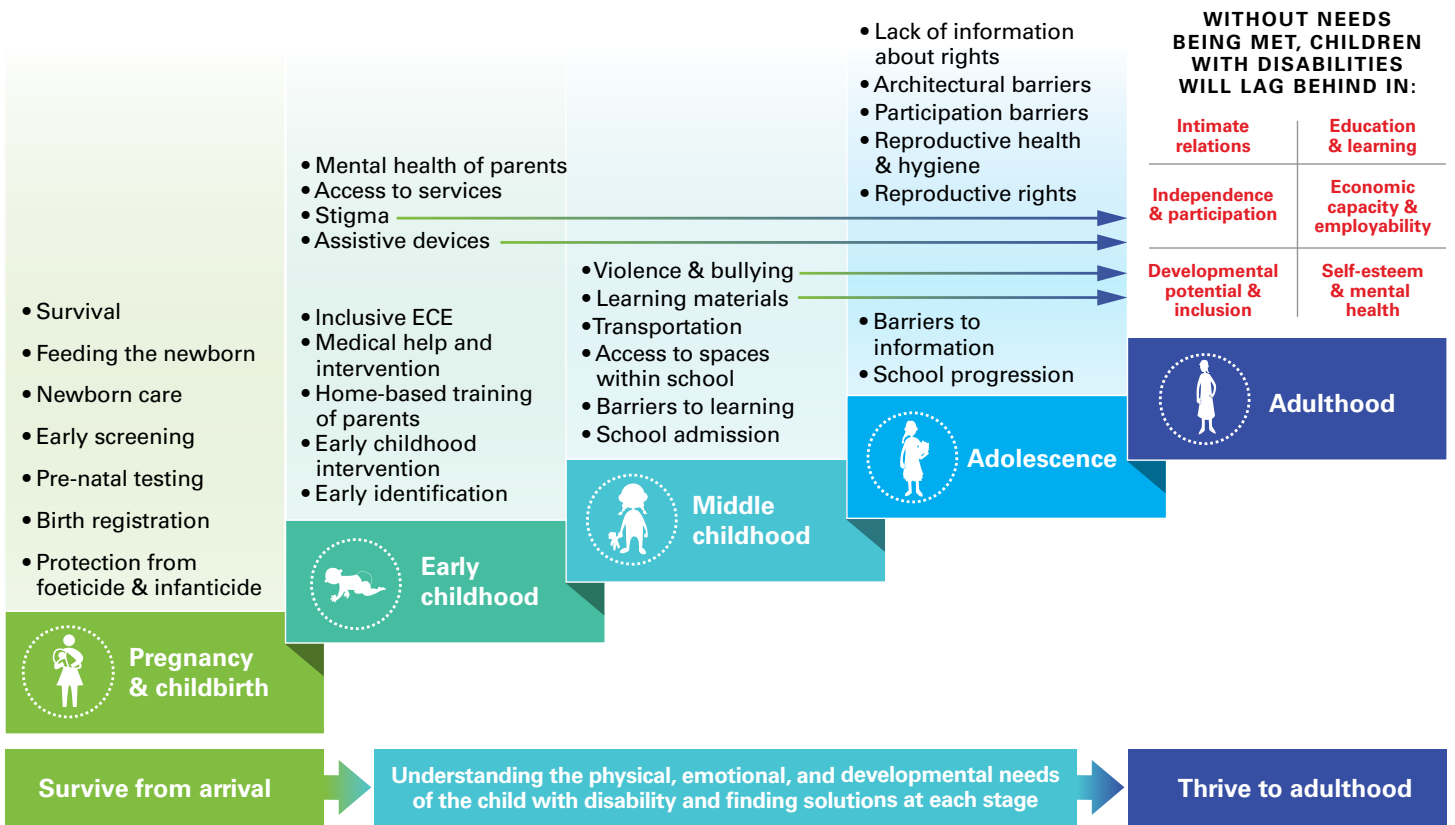 • Survival
• Feeding the newborn
• Newborn care
• Early screening
• Pre-natal testing
• Birth registration
• Protection from
foeticide & infanticide
Pregnancy
& childbirth
• Mental health of parents
• Access to services
• Stigma
• Assistive devices
• Inclusive ECE
• Medical help and
intervention
• Home-based training
of parents
• Early childhood
intervention
• Early identification
Early
childhood
• Violence & bullying
• Learning materials
• Transportation
• Access to spaces
within school
• Barriers to learning
• School admission
Middle
childhood
• Lack of information
about rights
• Architectural barriers
• Participation barriers
• Reproductive health
& hygiene
• Reproductive rights
• Barriers to
information
• School progression
Adolescence
WITHOUT NEEDS
BEING MET, CHILDREN
WITH DISABILITIES
WILL LAG BEHIND IN:
Intimate
relations
Education
& learning
Independence
& participation
Economic
capacity &
employability
Developmental
potential &
inclusion
Self-esteem
& mental
health
Adulthood
Survive from arrival
Understanding the physical, emotional, and developmental needs
of the child with disability and finding solutions at each stage
Thrive to adulthood